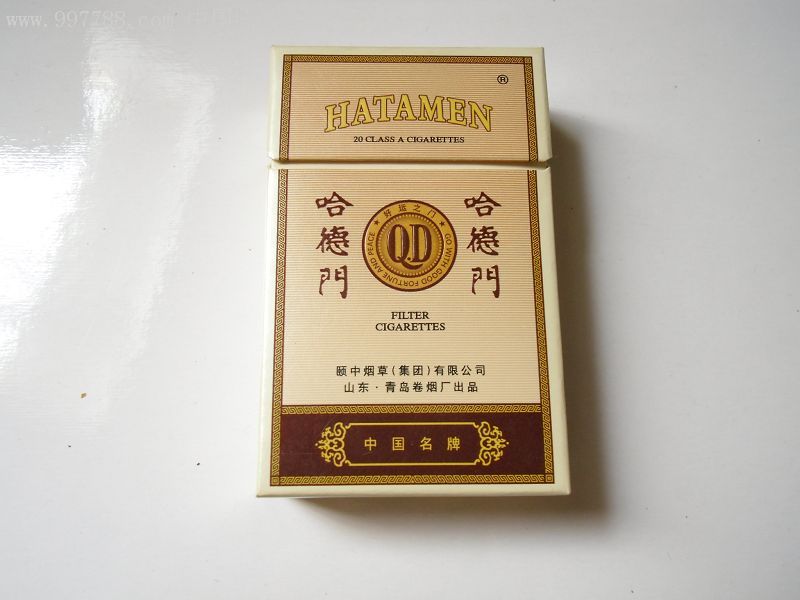 www.997788.com
®
HATAMEN
20 CLASS A CIGARETTES
哈德門
好运之门
GO WITH GOOD FORTUNE AND PEACE
Q.D
哈德門
FILTER
CIGARETTES
颐中烟草(集团)有限公司
山东·青岛卷烟厂出品
中国名牌